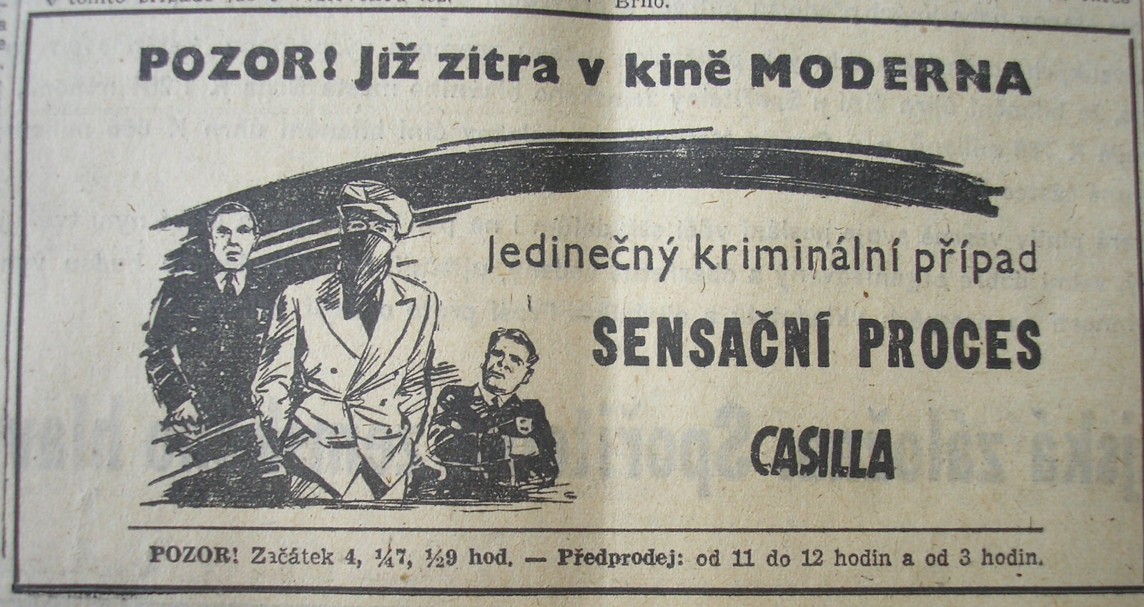 Brno.
POZOR! Již zítra v kině MODERNA
Jedinečný kriminální případ
SENSAČNÍ PROCES
CASILLA
POZOR! Začátek 4, ¼7, ½9 hod. — Předprodej: od 11 do 12 hodin a od 3 hodin.